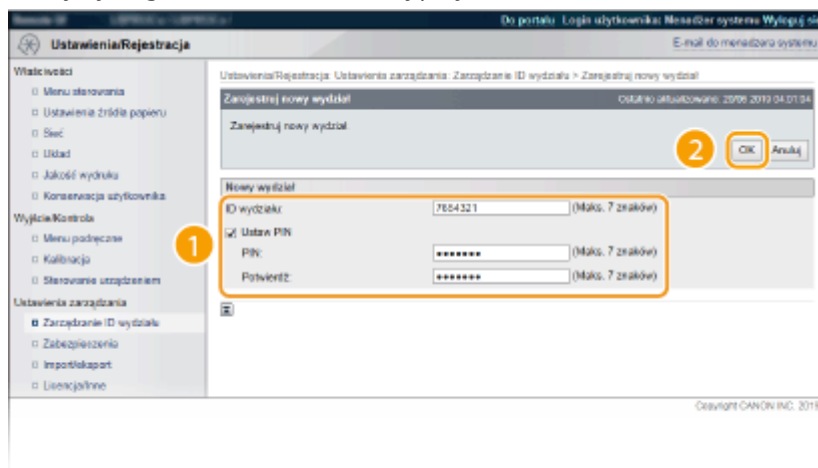 Do portalu Login użytkownika: Menedżer systemu Wyloguj się
Ustawienia/Rejestracja
E-mail do menedżera systemu
Właściwości
Menu sterowania
Ustawienia źródła papieru
Sieć
Układ
Jakość wydruku
Konserwacja użytkownika
Wyjście/Kontrola
Menu podręczne
Kalibracja
Sterowanie urządzeniem
Ustawienia zarządzania
Zarządzanie ID wydziału
Zabezpieczenia
Import/eksport
Licencja/Inne
Ustawienia/Rejestracja: Ustawienia zarządzania: Zarządzanie ID wydziału > Zarejestruj nowy wydział
Zarejestruj nowy wydział
Ostatnio aktualizowane: 29/06 2019 04:01:04
Zarejestruj nowy wydział.
2
OK
Anuluj
Nowy wydział
1
ID wydziału:
7654321
(Maks. 7 znaków)
Ustaw PIN
PIN:
•••••••
(Maks. 7 znaków)
Potwierdź:
•••••••
(Maks. 7 znaków)
Copyright CANON INC. 2018